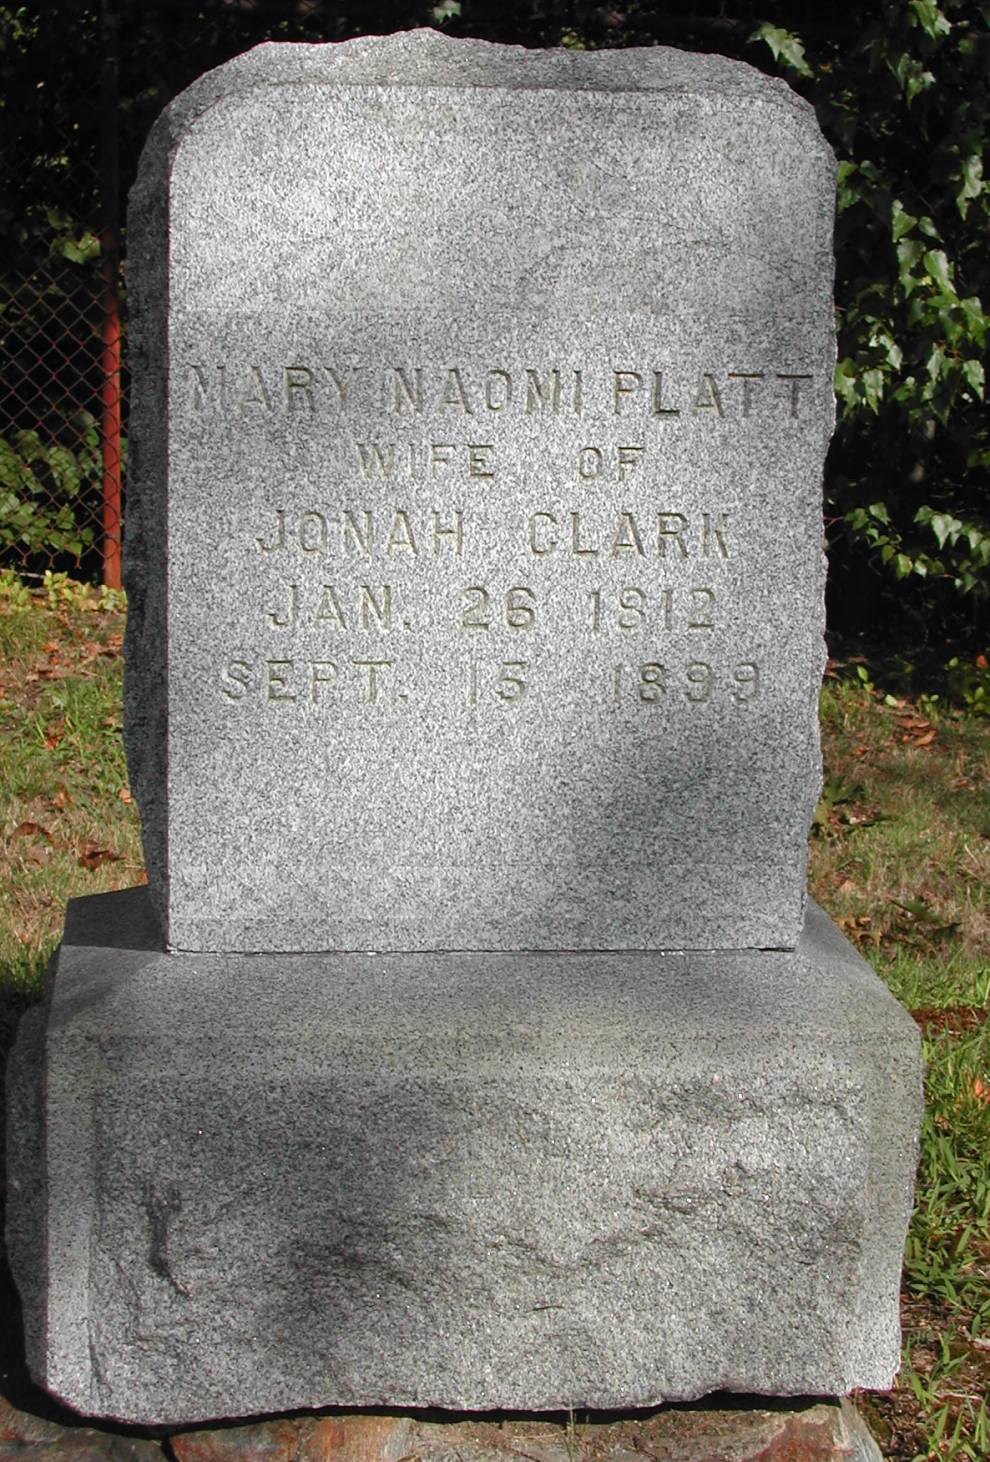 MARY NAOMI PLATT
WIFE OF
JONAH CLARK
JAN. 26 1812
SEPT. 15 1899